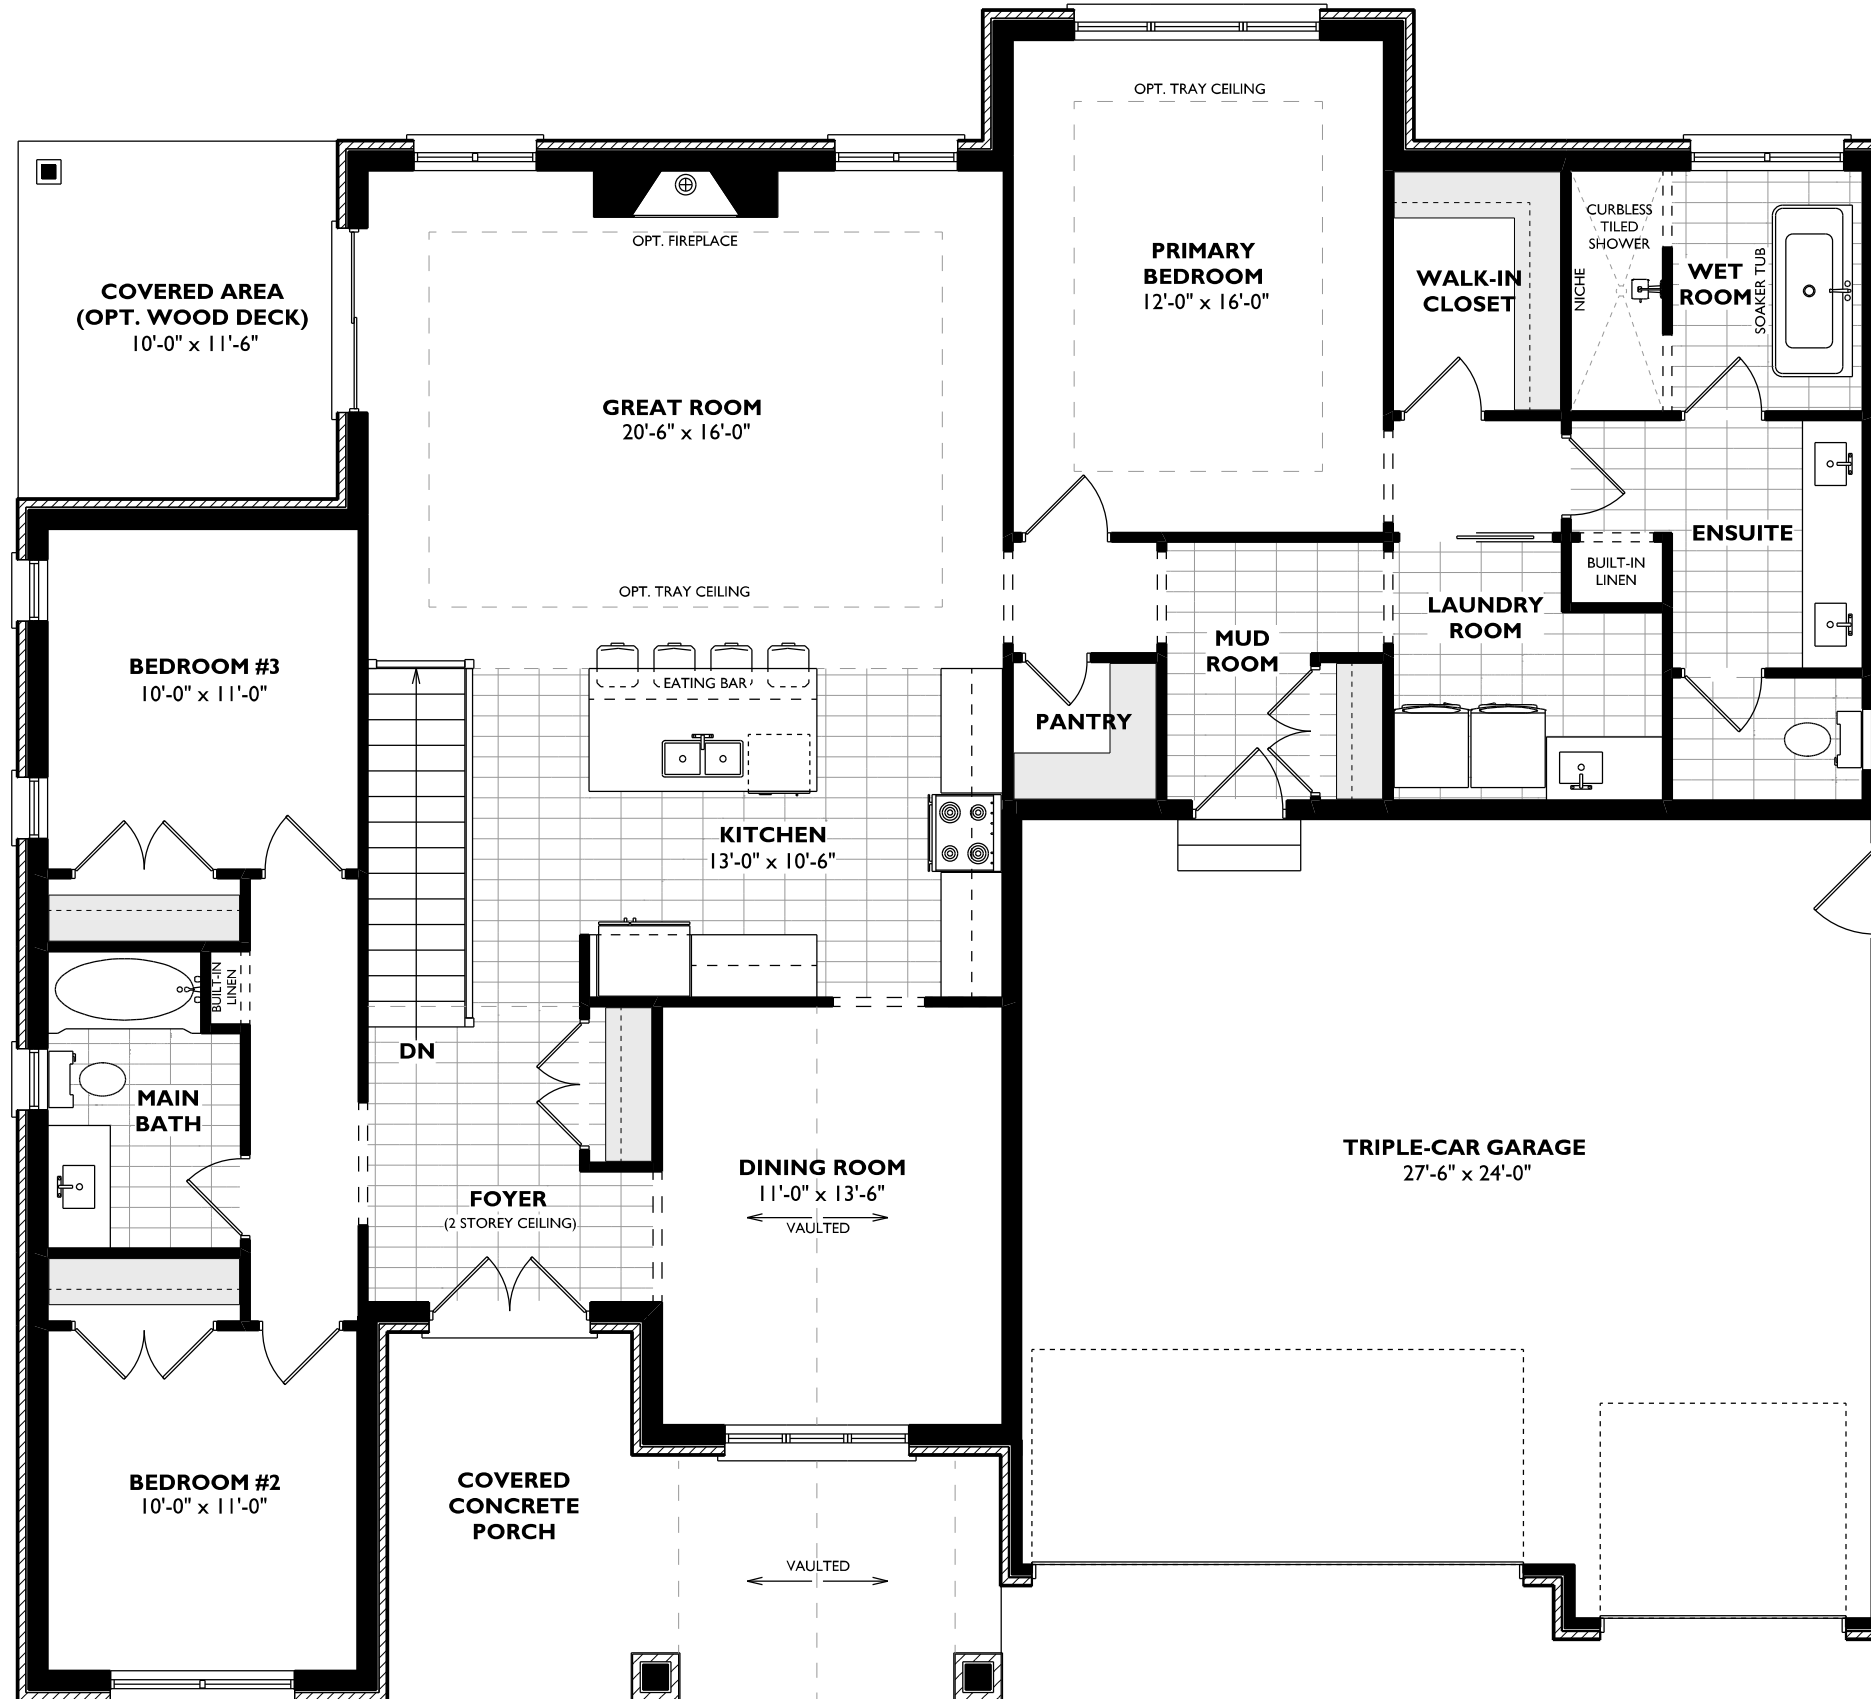 OPT. TRAY CEILING
PRIMARY
BEDROOM
12'-0" x 16'-0"
COVERED AREA
(OPT. WOOD DECK)
10'-0" x 11'-6"
OPT. FIREPLACE
GREAT ROOM
20'-6" x 16'-0"
OPT. TRAY CEILING
WALK-IN
CLOSET
CURBLESS
TILED
SHOWER
NICHE
WET
ROOM
SOAKER TUB
ENSUITE
BUILT-IN
LINEN
LAUNDRY
ROOM
MUD
ROOM
PANTRY
BEDROOM #3
10'-0" x 11'-0"
EATING BAR
KITCHEN
13'-0" x 10'-6"
BUILT-IN
LINEN
DN
MAIN
BATH
FOYER
(2 STOREY CEILING)
DINING ROOM
11'-0" x 13'-6"
VAULTED
TRIPLE-CAR GARAGE
27'-6" x 24'-0"
BEDROOM #2
10'-0" x 11'-0"
COVERED
CONCRETE
PORCH
VAULTED